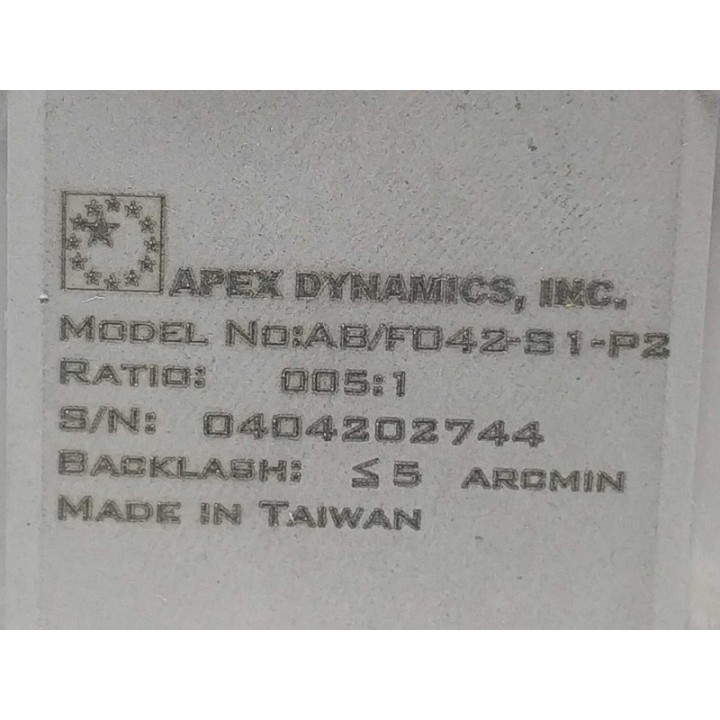 APEX DYNAMICS, INC.
MODEL NO:AB/F042-S1-P2
RATIO: 005:1
S/N: 0404202744
BACKLASH: ≤5 ARCMIN
MADE IN TAIWAN